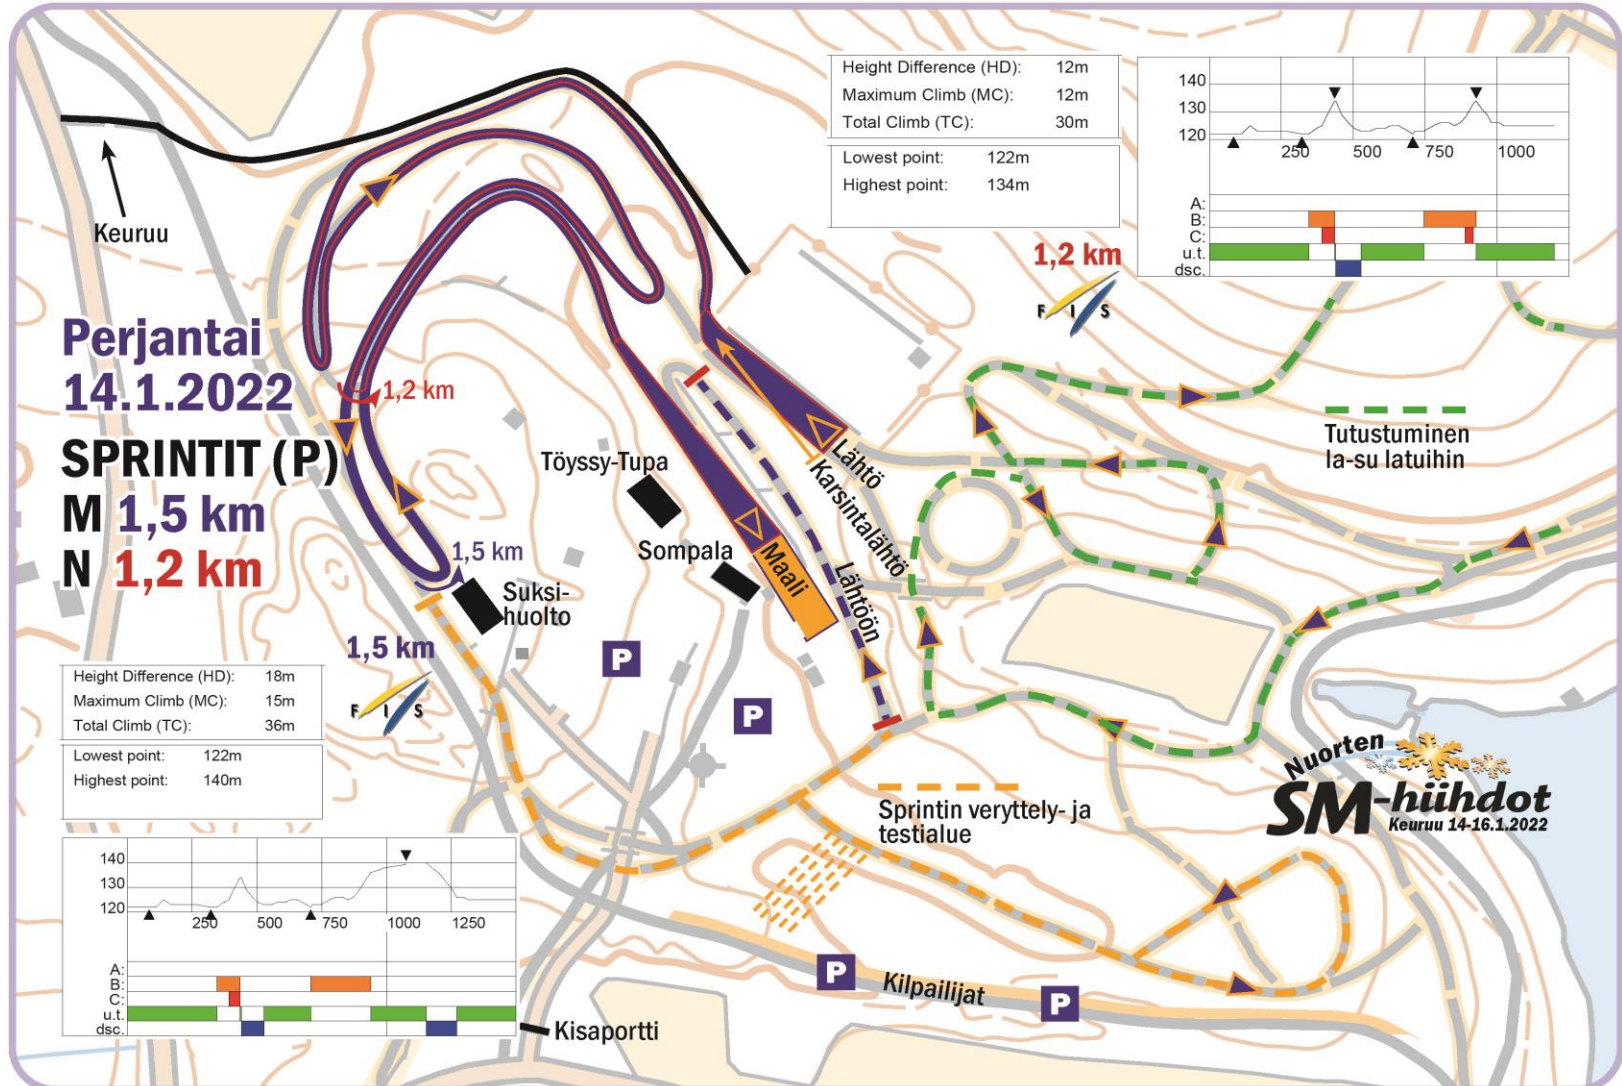 Height Difference (HD): 12m
Maximum Climb (MC): 12m
Total Climb (TC): 30m
Lowest point: 122m
Highest point: 134m
140
130
120
250 500 750 1000
A:
B:
C:
u.t.
dsc.
1,2 km
F I S
Keuruu
Perjantai
14.1.2022
SPRINTIT (P)
M 1,5 km
N 1,2 km
1,2 km
Töyssy-Tupa
Sompala
Maali
Lähtö
Karsintalähtö
Lähtöön
Tutustuminen
la-su latuihin
1,5 km
Suksi-
huolto
P
P
1,5 km
F I S
Height Difference (HD): 18m
Maximum Climb (MC): 15m
Total Climb (TC): 36m
Lowest point: 122m
Highest point: 140m
140
130
120
250 500 750 1000 1250
A:
B:
C:
u.t.
dsc.
Sprintin veryttely- ja
testialue
Nuorten
SM-hiihdot
Keuruu 14-16.1.2022
P
Kilpailijat
P
Kisaportti